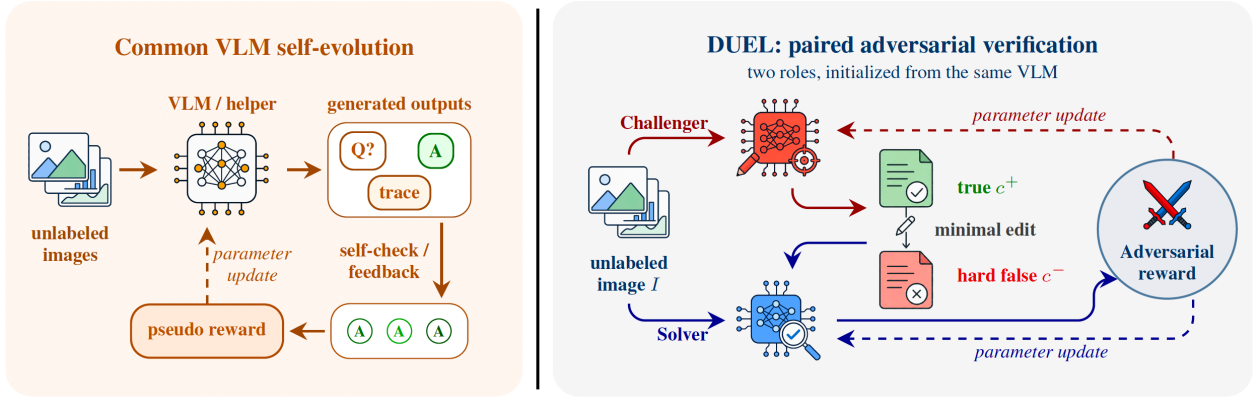 Common VLM self-evolution
VLM / helper
generated outputs
Q?
A
trace
unlabeled
images
parameter
update
self-check /
feedback
pseudo reward
A
A
A
DUEL: paired adversarial verification
two roles, initialized from the same VLM
Challenger
parameter update
true c⁺
minimal edit
hard false c⁻
unlabeled
image I
Solver
Adversarial
reward
parameter update